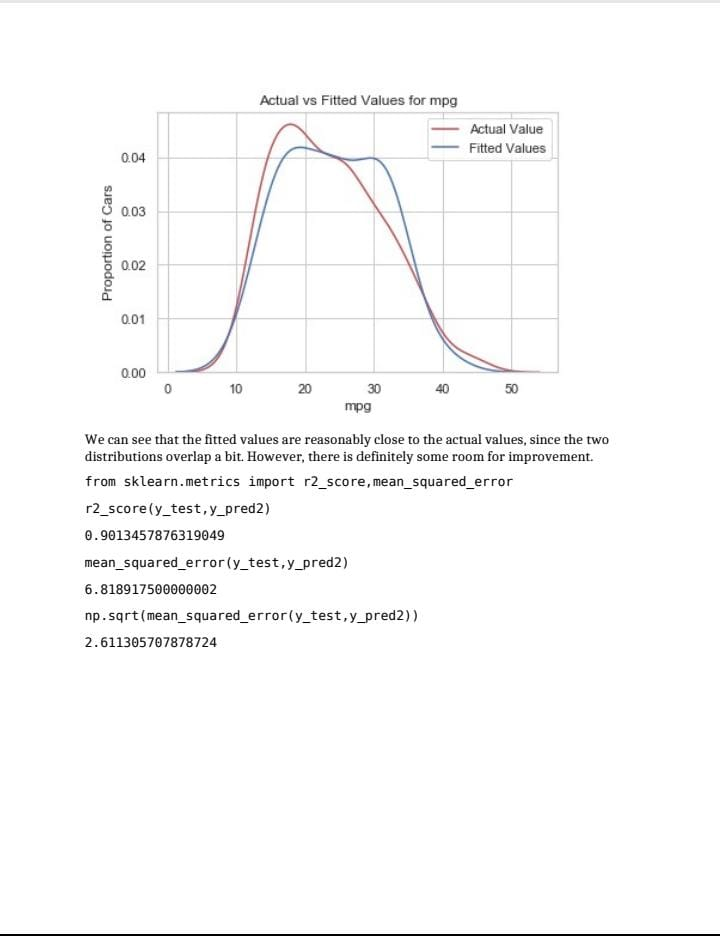 Actual vs Fitted Values for mpg
Actual Value
Fitted Values
Proportion of Cars
0.04
0.03
0.02
0.01
0.00
0 10 20 30 40 50
mpg
We can see that the fitted values are reasonably close to the actual values, since the two
distributions overlap a bit. However, there is definitely some room for improvement.
from sklearn.metrics import r2_score,mean_squared_error
r2_score(y_test,y_pred2)
0.9013457876319049
mean_squared_error(y_test,y_pred2)
6.818917500000002
np.sqrt(mean_squared_error(y_test,y_pred2))
2.611305707878724